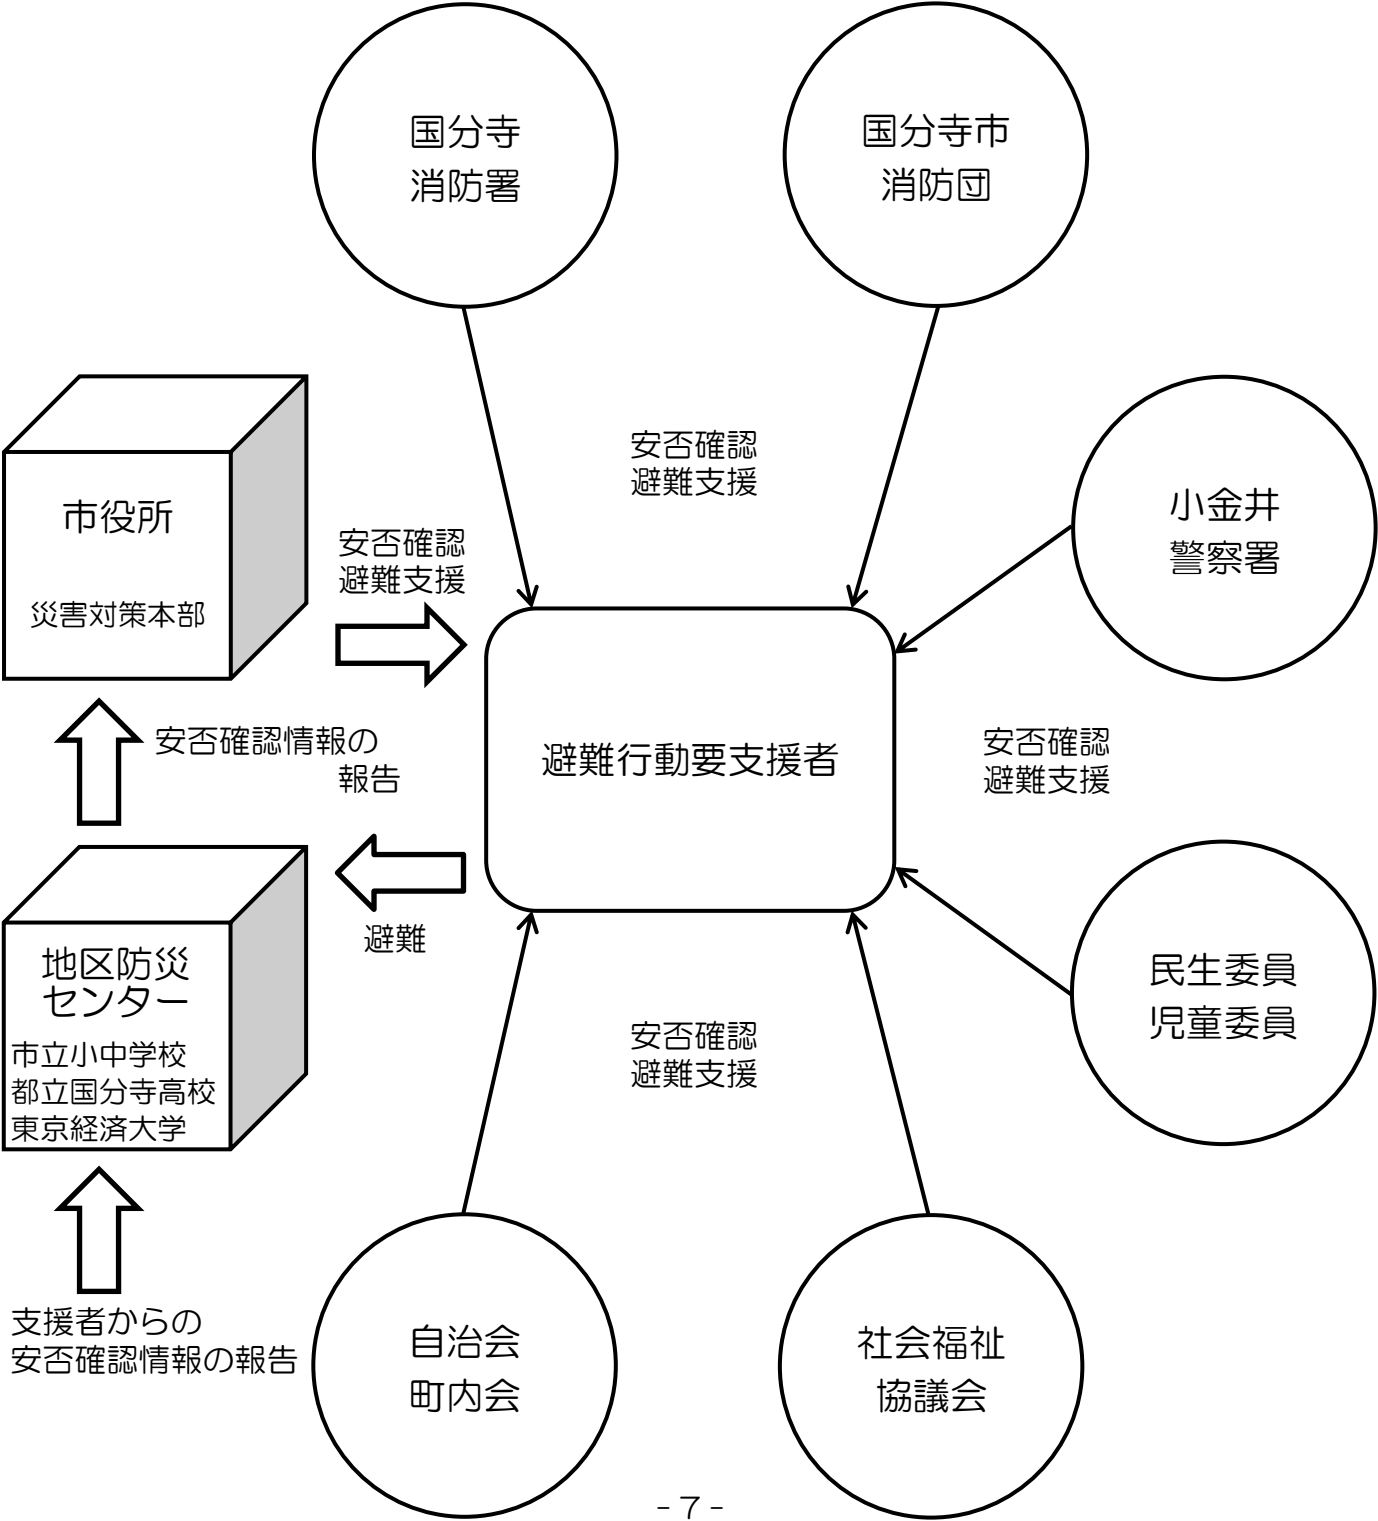 国分寺
消防署
国分寺市
消防団
安否確認
避難支援
小金井
警察署
市役所
災害対策本部
安否確認
避難支援
安否確認情報の
報告
避難行動要支援者
安否確認
避難支援
避難
地区防災
センター
市立小中学校
都立国分寺高校
東京経済大学
民生委員
児童委員
安否確認
避難支援
支援者からの
安否確認情報の報告
自治会
町内会
社会福祉
協議会
-７-